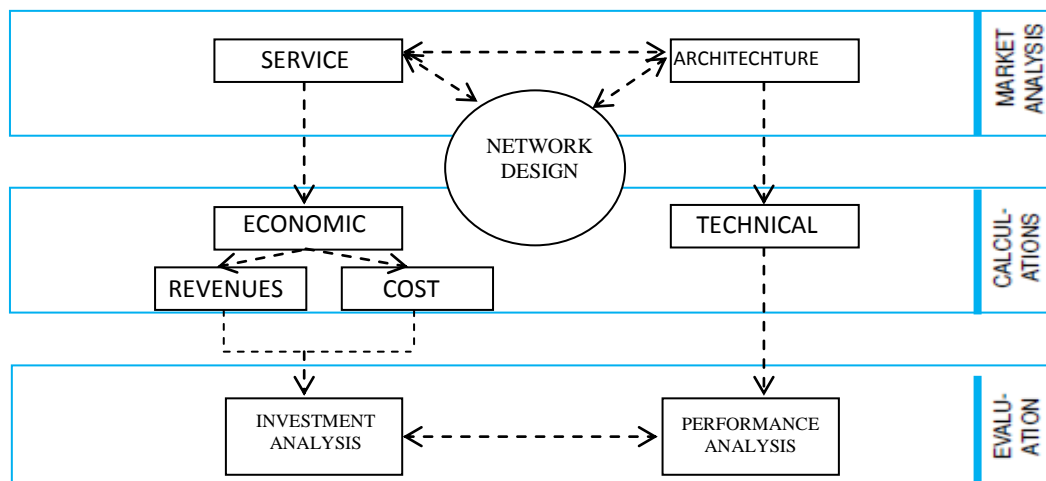 SERVICE
ARCHITECHTURE
MARKET
ANALYSIS
NETWORK
DESIGN
ECONOMIC
TECHNICAL
REVENUES
COST
CALCUL-
ATIONS
INVESTMENT
ANALYSIS
PERFORMANCE
ANALYSIS
EVALU-
ATION